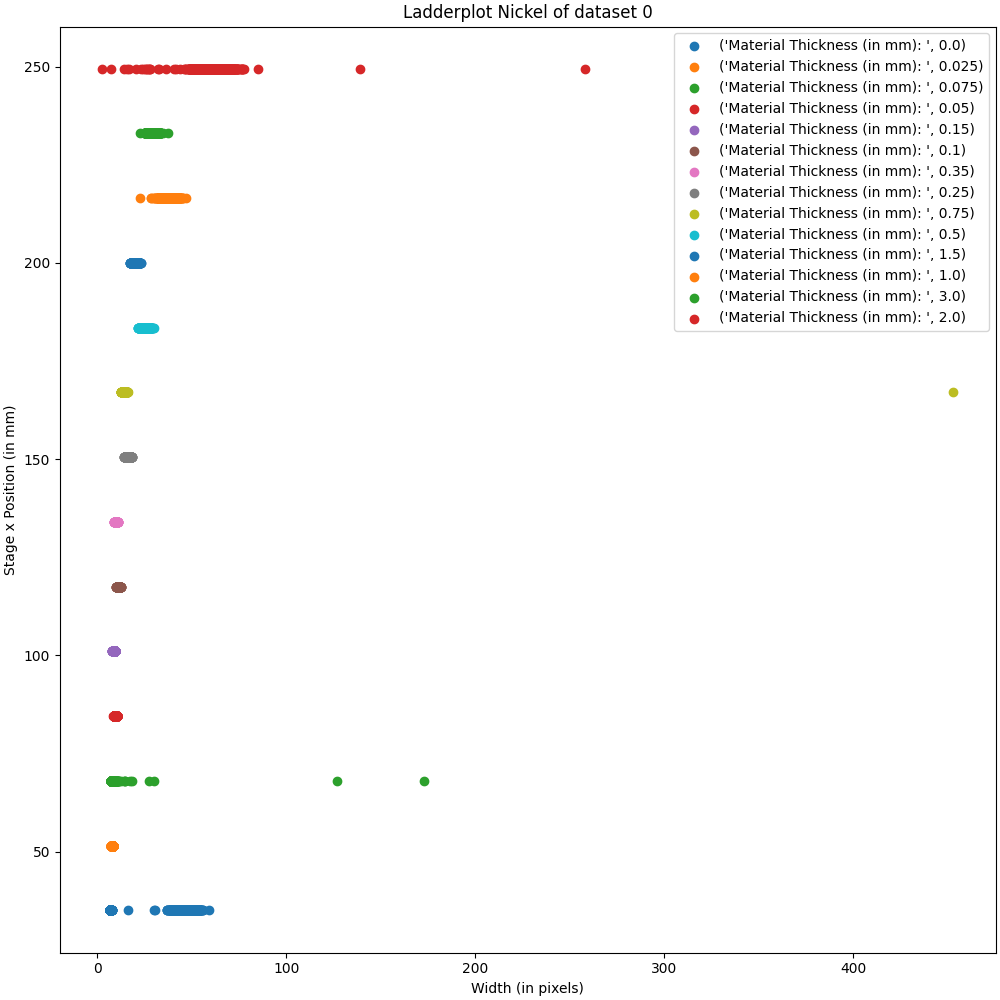 Ladderplot Nickel of dataset 0
('Material Thickness (in mm): ', 0.0)
('Material Thickness (in mm): ', 0.025)
('Material Thickness (in mm): ', 0.075)
('Material Thickness (in mm): ', 0.05)
('Material Thickness (in mm): ', 0.15)
('Material Thickness (in mm): ', 0.1)
('Material Thickness (in mm): ', 0.35)
('Material Thickness (in mm): ', 0.25)
('Material Thickness (in mm): ', 0.75)
('Material Thickness (in mm): ', 0.5)
('Material Thickness (in mm): ', 1.5)
('Material Thickness (in mm): ', 1.0)
('Material Thickness (in mm): ', 3.0)
('Material Thickness (in mm): ', 2.0)
Stage x Position (in mm)
250
200
150
100
50
0 100 200 300 400
Width (in pixels)